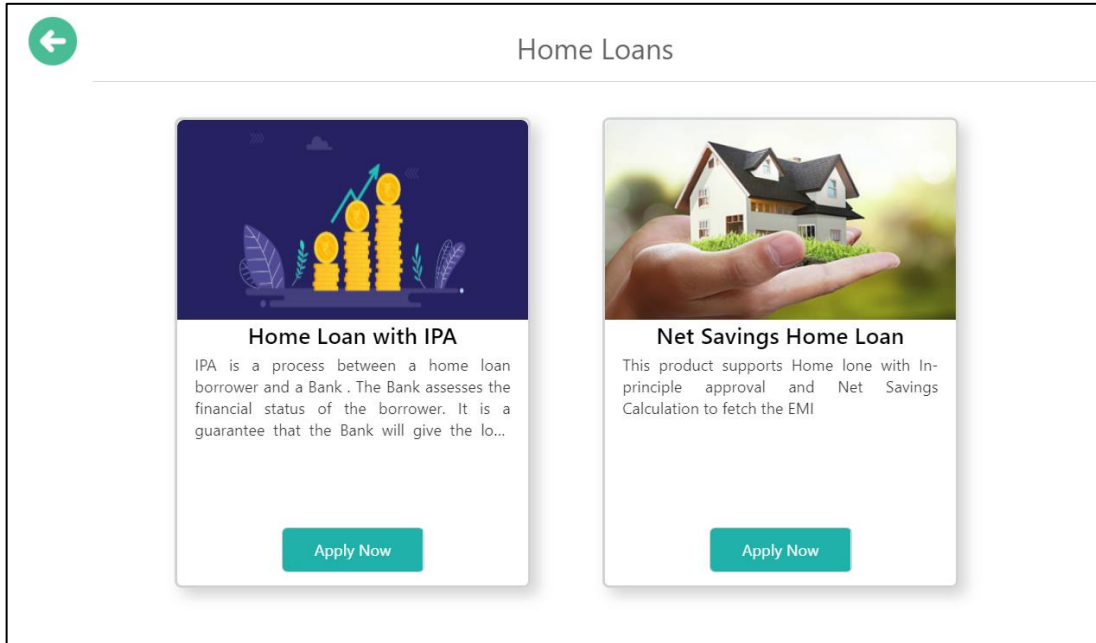 Home Loans
Home Loan with IPA
IPA is a process between a home loan
borrower and a Bank . The Bank assesses the
financial status of the borrower. It is a
guarantee that the Bank will give the lo...
Apply Now
Net Savings Home Loan
This product supports Home lone with In-
principle approval and Net Savings
Calculation to fetch the EMI
Apply Now